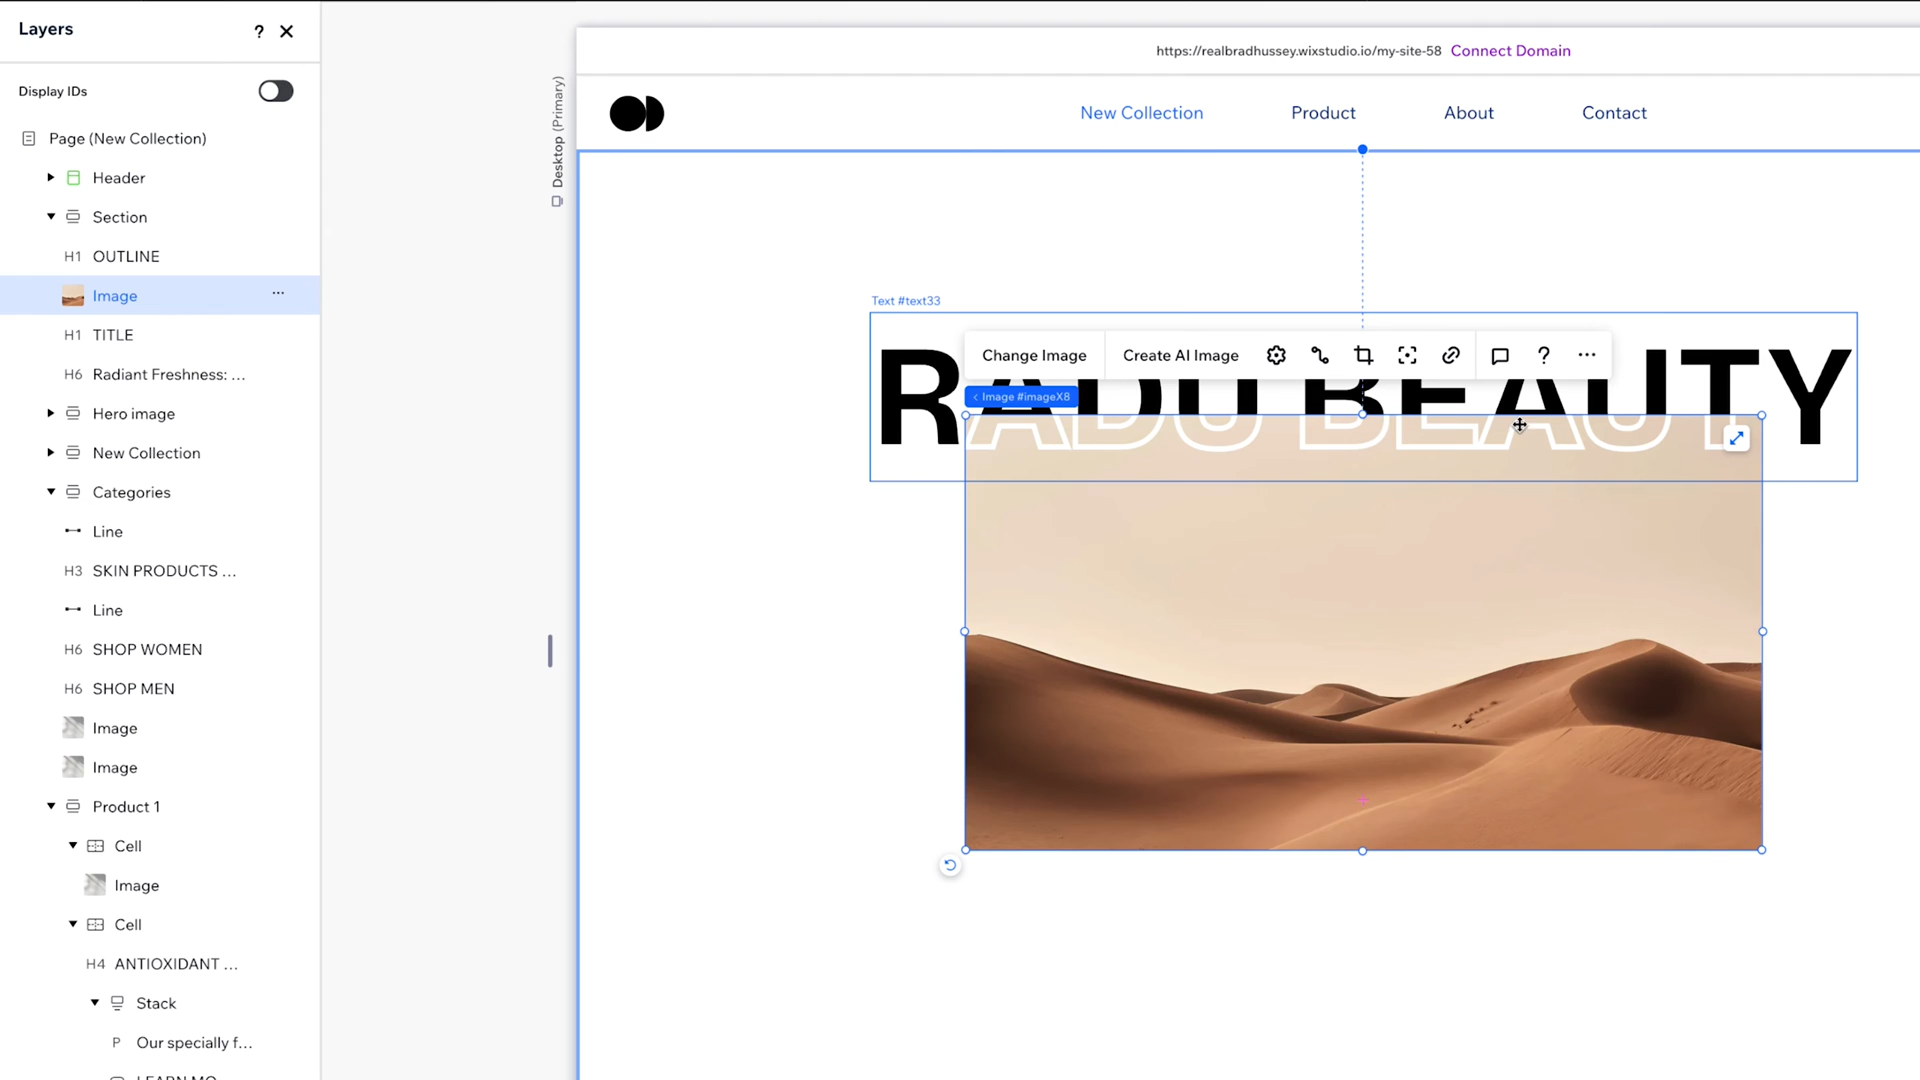 Layers
?
Display IDs
Page (New Collection)
Header
Section
H1 OUTLINE
Image ...
H1 TITLE
H6 Radiant Freshness: ...
Hero image
New Collection
Categories
Line
H3 SKIN PRODUCTS ...
Line
H6 SHOP WOMEN
H6 SHOP MEN
Image
Image
Product 1
Cell
Image
Cell
H4 ANTIOXIDANT ...
Stack
P Our specially f...
LEARN MO
Desktop (Primary)
https://realbradhussey.wixstudio.io/my-site-58 Connect Domain
New Collection Product About Contact
Text #text33
Change Image Create AI Image ? ...
RADU BEAUTY
< Image #imageX8